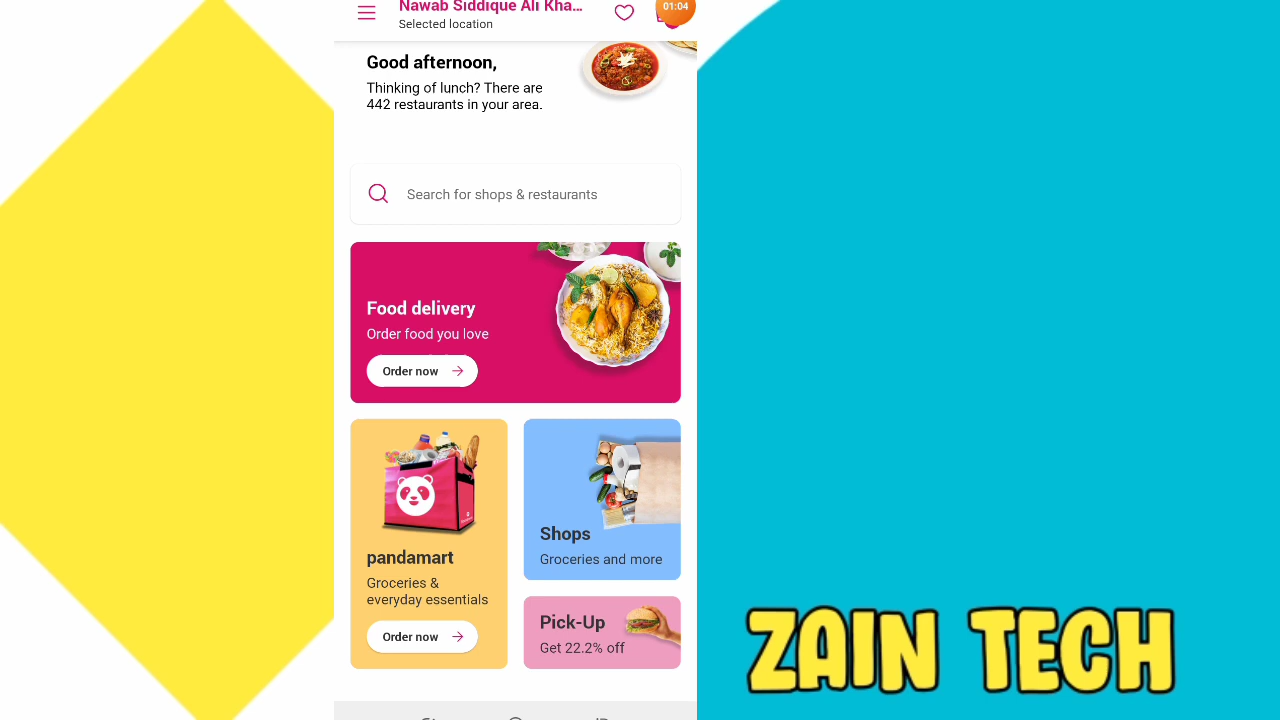 Nawab Siddique Ali Kha...
01:04
Selected location
Good afternoon,
Thinking of lunch? There are
442 restaurants in your area.
Search for shops & restaurants
Food delivery
Order food you love
Order now
pandamart
Groceries &
everyday essentials
Order now
Shops
Groceries and more
Pick-Up
Get 22.2% off
ZAIN TECH